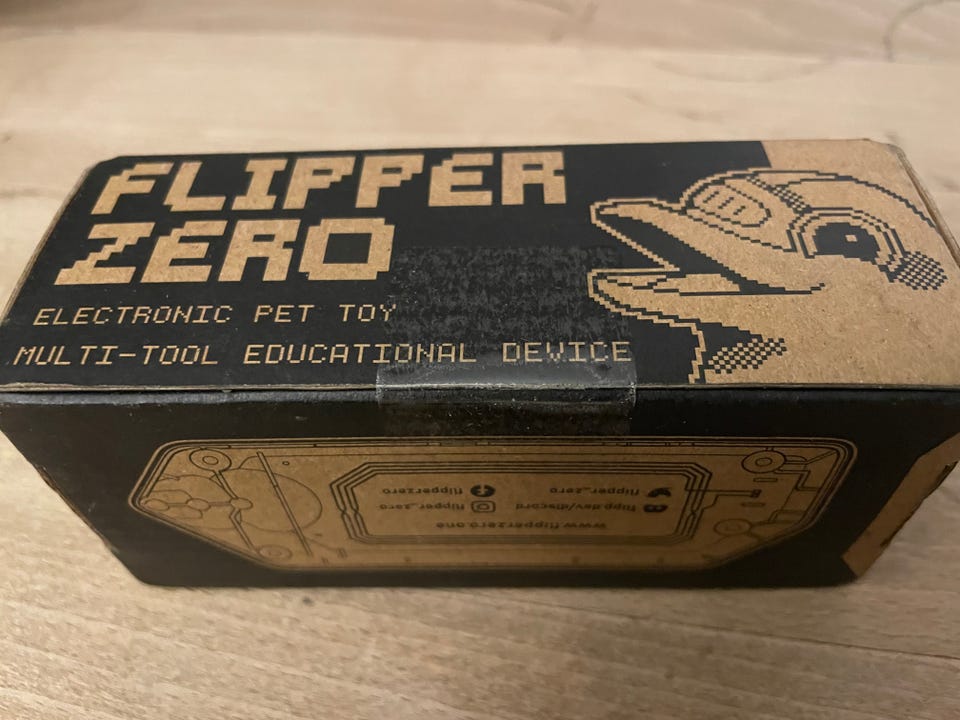 FLIPPER
ZERO
ELECTRONIC PET TOY
MULTI-TOOL EDUCATIONAL DEVICE
www.flipperzero.one
flipp.dev/discord flipper_zero
flipper_zero flipperzero